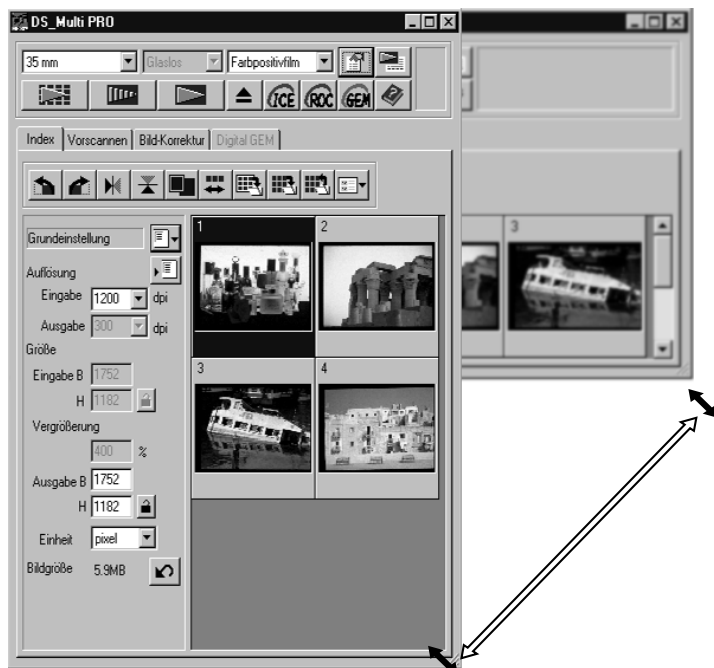 DS_Multi PRO
35 mm Glaslos Farbpositivfilm
ICE ROC GEM
Index Vorscannen Bild-Korrektur Digital GEM
Grundeinstellung
Auflösung
Eingabe 1200 dpi
Ausgabe 300 dpi
Größe
Eingabe B 1752
H 1182
Vergrößerung
400 %
Ausgabe B 1752
H 1182
Einheit pixel
Bildgröße 5.9MB
1 2
3 4
3